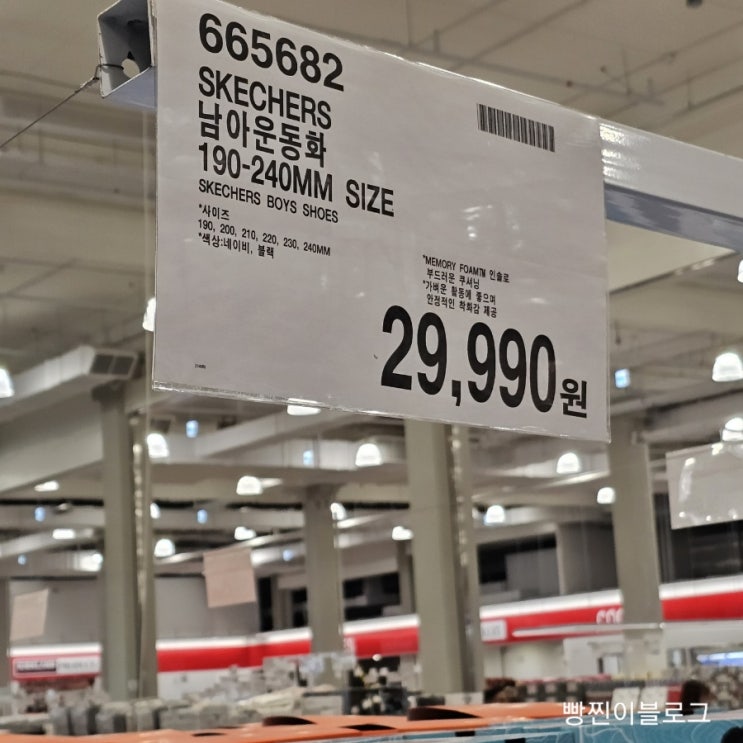 665682
SKECHERS
남아운동화
190-240MM SIZE
SKECHERS BOYS SHOES
*사이즈
190, 200, 210, 220, 230, 240MM
*색상:네이비, 블랙
*MEMORY FOAM™ 인솔로
부드러운 쿠셔닝
*가벼운 활동에 좋으며
안정적인 착화감 제공
29,990원
빵찐이블로그